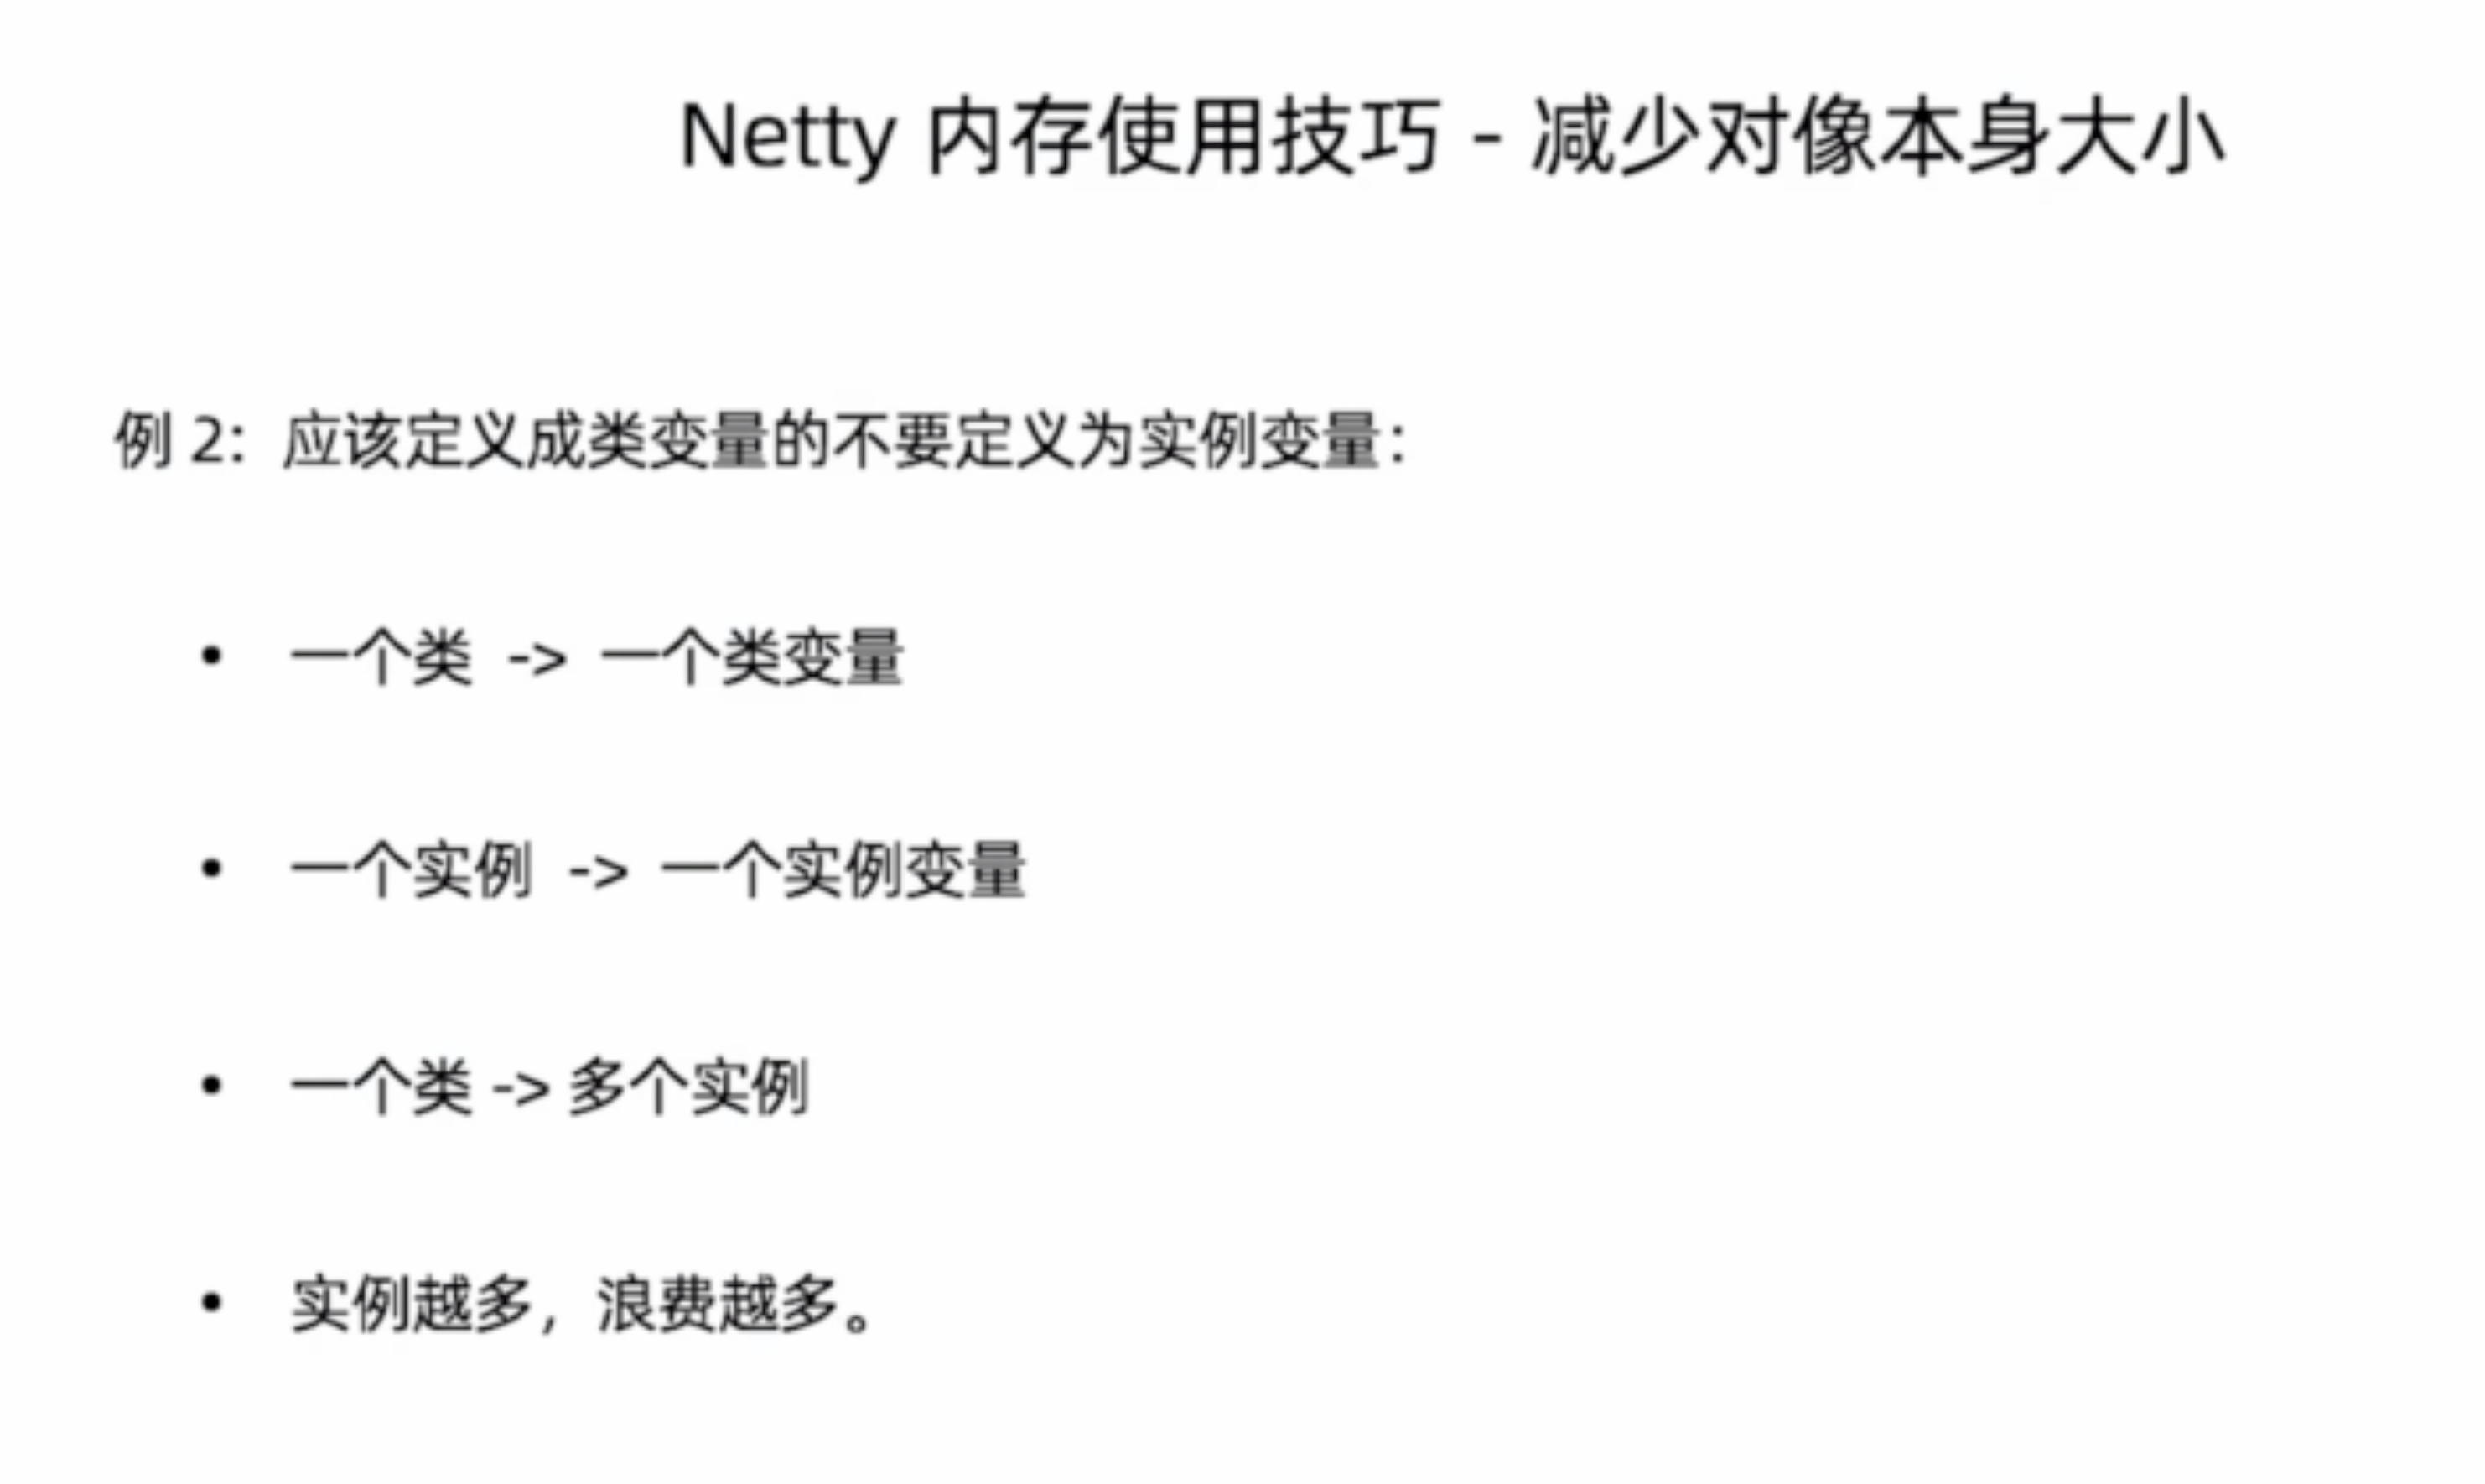 Netty 内存使用技巧 - 减少对像本身大小
例 2：应该定义成类变量的不要定义为实例变量：
• 一个类 -> 一个类变量
• 一个实例 -> 一个实例变量
• 一个类 -> 多个实例
• 实例越多，浪费越多。